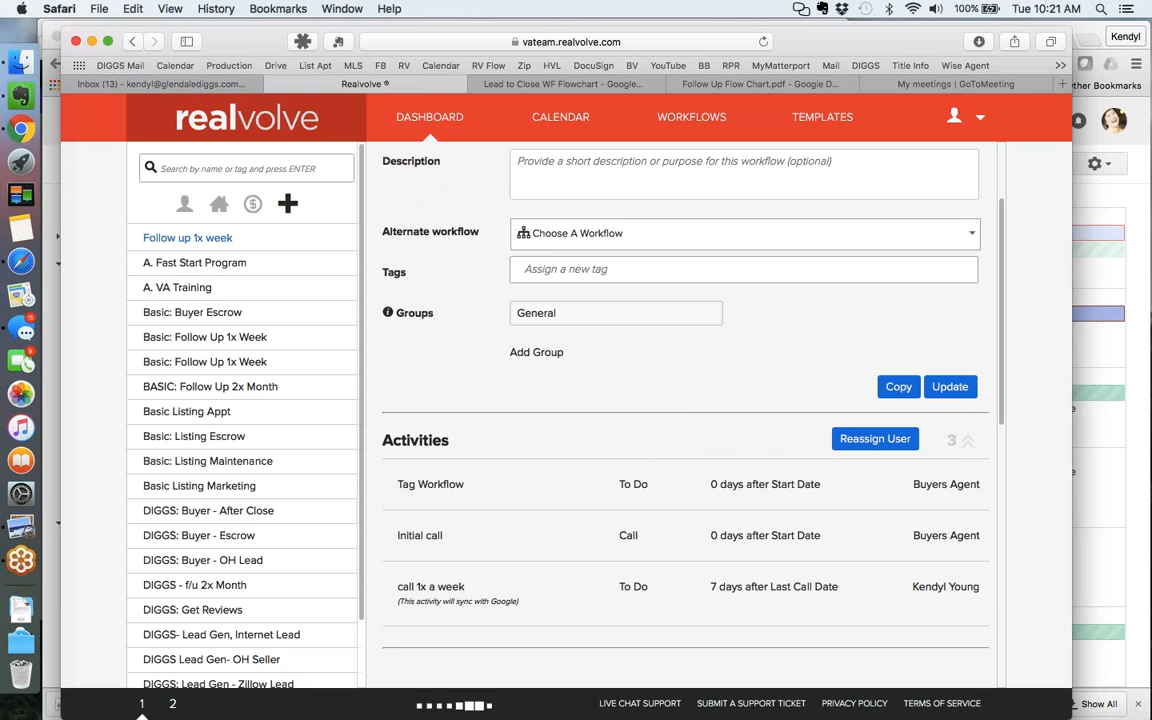 Safari File Edit View History Bookmarks Window Help 100% Tue 10:21 AM
Kendyl
vateam.realvolve.com
DIGGS Mail Calendar Production Drive List Apt MLS FB RV Calendar RV Flow Zip HVL DocuSign BV YouTube BB RPR MyMatterport Mail DIGGS Title Info Wise Agent
Inbox (13) - kendyl@glendalediggs.com... Realvolve ® Lead to Close WF Flowchart - Google... Follow Up Flow Chart.pdf - Google D... My meetings | GoToMeeting
ther Bookmarks
realvolve DASHBOARD CALENDAR WORKFLOWS TEMPLATES
Search by name or tag and press ENTER
Follow up 1x week
A. Fast Start Program
A. VA Training
Basic: Buyer Escrow
Basic: Follow Up 1x Week
Basic: Follow Up 1x Week
BASIC: Follow Up 2x Month
Basic Listing Appt
Basic: Listing Escrow
Basic: Listing Maintenance
Basic Listing Marketing
DIGGS: Buyer - After Close
DIGGS: Buyer - Escrow
DIGGS: Buyer - OH Lead
DIGGS - f/u 2x Month
DIGGS: Get Reviews
DIGGS- Lead Gen, Internet Lead
DIGGS Lead Gen- OH Seller
DIGGS: Lead Gen - Zillow Lead
1 2
Description Provide a short description or purpose for this workflow (optional)
Alternate workflow Choose A Workflow
Tags Assign a new tag
Groups General
Add Group
Copy Update
Activities Reassign User 3
Tag Workflow To Do 0 days after Start Date Buyers Agent
Initial call Call 0 days after Start Date Buyers Agent
call 1x a week To Do 7 days after Last Call Date Kendyl Young
(This activity will sync with Google)
LIVE CHAT SUPPORT SUBMIT A SUPPORT TICKET PRIVACY POLICY TERMS OF SERVICE
Show All